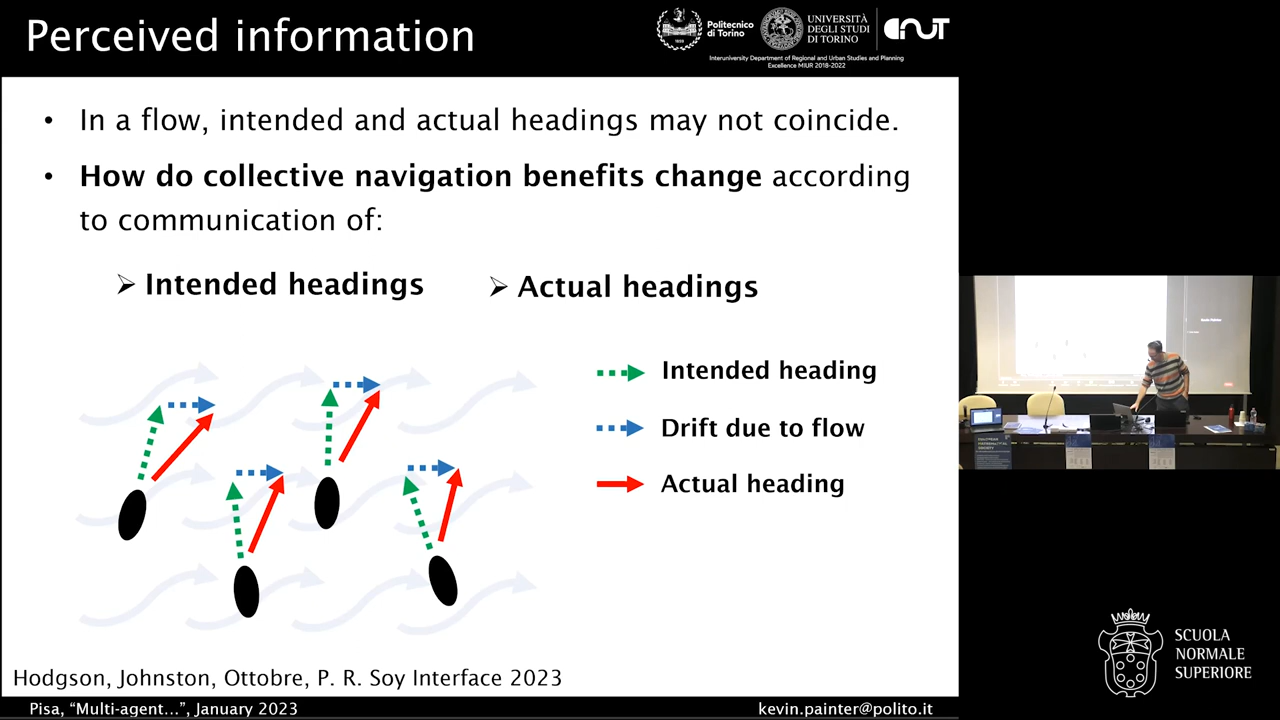 Perceived information
Politecnico
di Torino
UNIVERSITÀ
DEGLI STUDI
DI TORINO
Interuniversity Department of Regional and Urban Studies and Planning
Excellence MIUR 2018-2022
• In a flow, intended and actual headings may not coincide.
• How do collective navigation benefits change according
to communication of:
➢ Intended headings
➢ Actual headings
Intended heading
Drift due to flow
Actual heading
Hodgson, Johnston, Ottobre, P. R. Soy Interface 2023
Pisa, “Multi-agent...”, January 2023
kevin.painter@polito.it
SCUOLA
NORMALE
SUPERIORE